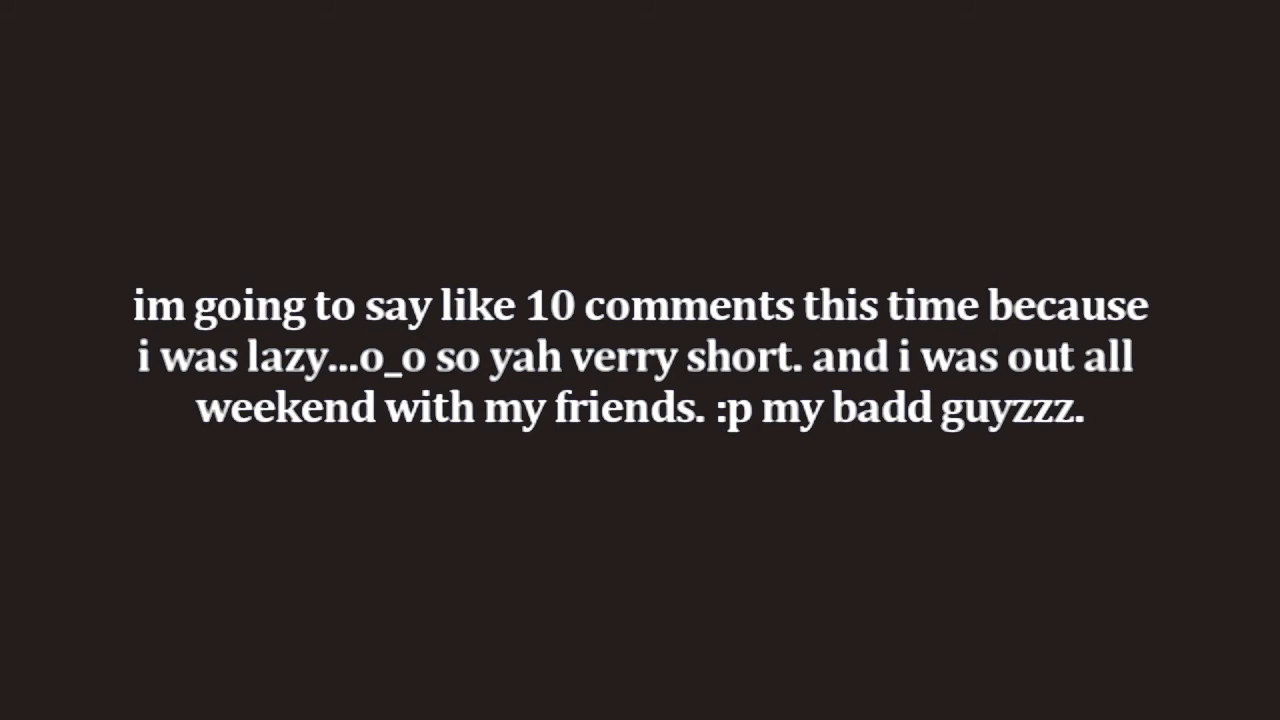 im going to say like 10 comments this time because
i was lazy...o_o so yah verry short. and i was out all
weekend with my friends. :p my badd guyzzz.